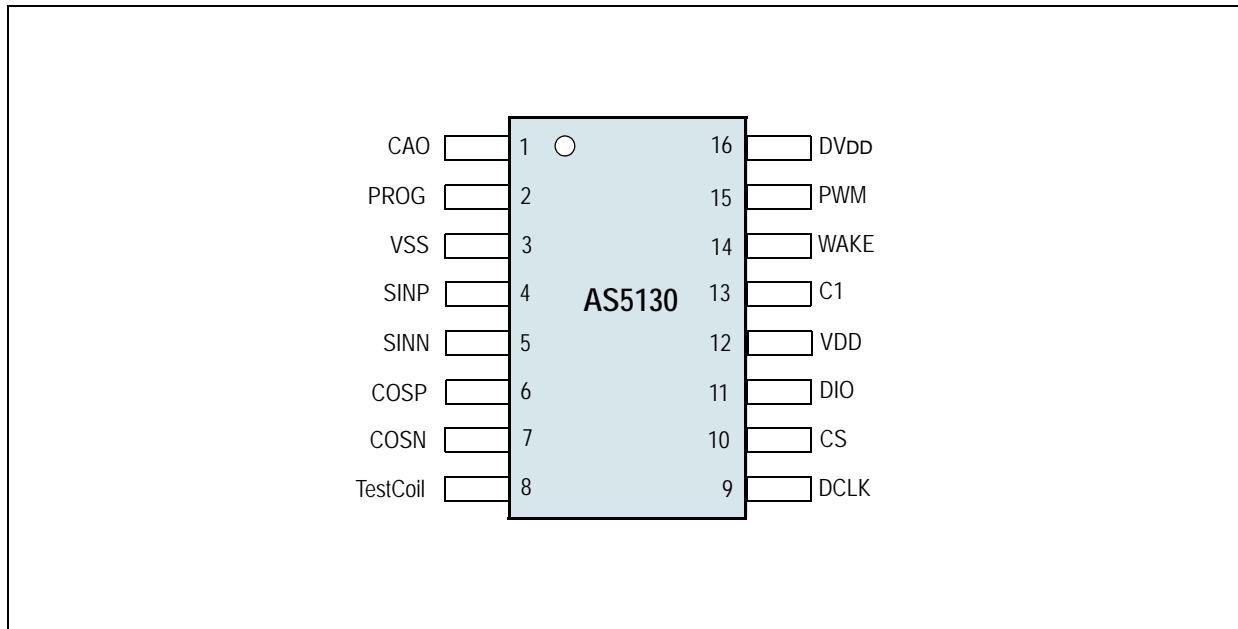 CAO 1 16 DVDD
PROG 2 15 PWM
VSS 3 14 WAKE
SINP 4 AS5130 13 C1
SINN 5 12 VDD
COSP 6 11 DIO
COSN 7 10 CS
TestCoil 8 9 DCLK